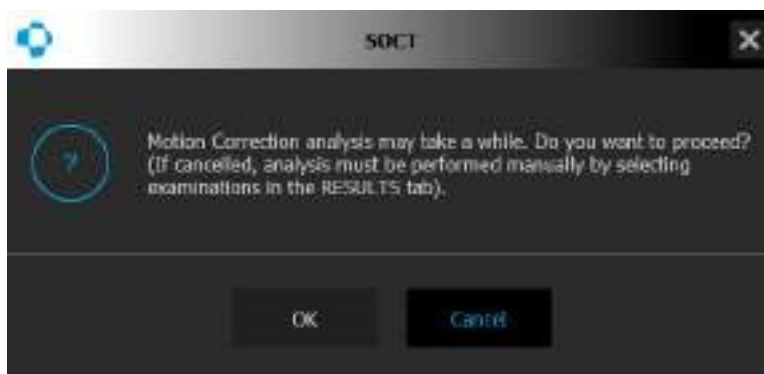 SOCT
Motion Correction analysis may take a while. Do you want to proceed?
(If cancelled, analysis must be performed manually by selecting
examinations in the RESULTS tab).
OK
Cancel